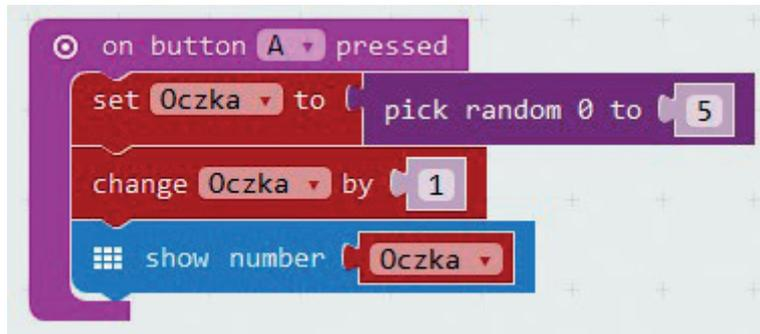 on button A pressed
set Oczka to pick random 0 to 5
change Oczka by 1
show number Oczka